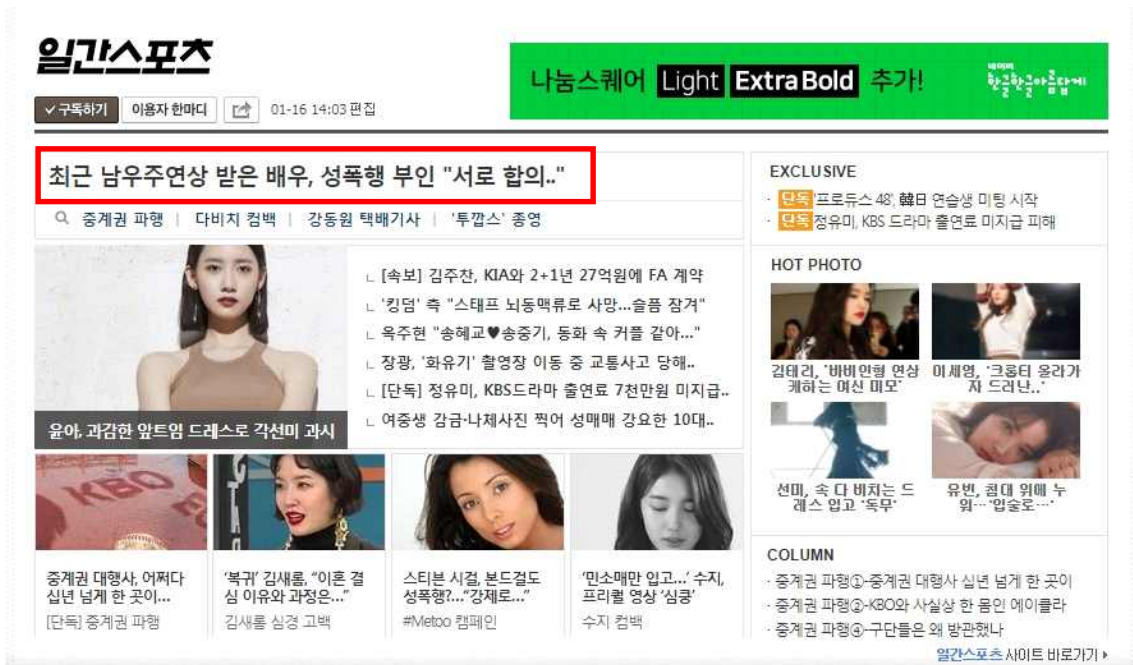 일간스포츠
나눔스퀘어 Light ExtraBold 추가!
네이버
한글한글아름답게
구독하기 이용자 한마디 01-16 14:03 편집
최근 남우주연상 받은 배우, 성폭행 부인 "서로 합의.."
중계권 파행 | 다비치 컴백 | 강동원 택배기사 | '투깝스' 종영
[속보] 김주찬, KIA와 2+1년 27억원에 FA 계약
'킹덤' 측 "스태프 뇌동맥류로 사망...슬픔 잠겨"
옥주현 "송혜교♥송중기, 동화 속 커플 같아..."
장광, '화유기' 촬영장 이동 중 교통사고 당해..
[단독] 정유미, KBS드라마 출연료 7천만원 미지급..
여중생 감금·나체사진 찍어 성매매 강요한 10대..
윤아, 과감한 앞트임 드레스로 각선미 과시
KBO
중계권 대행사, 어쩌다
십년 넘게 한 곳이...
[단독] 중계권 파행
'복귀' 김새롬, "이혼 결
심 이유와 과정은..."
김새롬 심경 고백
스티븐 시걸, 본드걸도
성폭행?..."강제로..."
#Metoo 캠페인
'민소매만 입고...' 수지,
프리퀄 영상 '심쿵'
수지 컴백
EXCLUSIVE
· 단독 '프로듀스 48', 韓日 연습생 미팅 시작
· 단독 정유미, KBS 드라마 출연료 미지급 피해
HOT PHOTO
김태리, '바비인형 연상
케하는 여신 미모'
이세영, '크롭티 올라가
자 드러난..'
선미, 속 다 비치는 드
레스 입고 '독무'
유빈, 침대 위에 누
워…'입술로…'
COLUMN
· 중계권 파행①-중계권 대행사 십년 넘게 한 곳이
· 중계권 파행②-KBO와 사실상 한 몸인 에이클라
· 중계권 파행④-구단들은 왜 방관했나
일간스포츠 사이트 바로가기